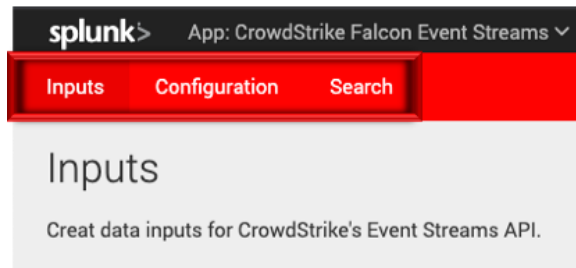 splunk> App: CrowdStrike Falcon Event Streams
Inputs Configuration Search
Inputs
Creat data inputs for CrowdStrike's Event Streams API.